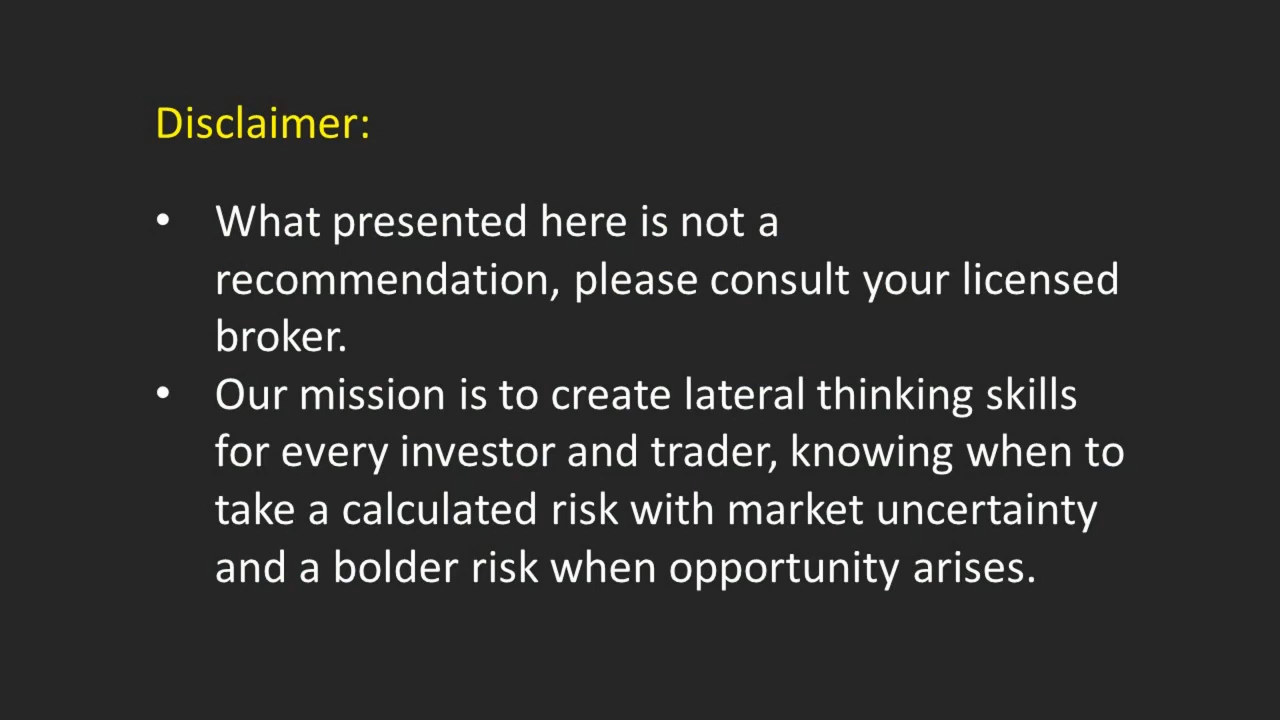 Disclaimer:
• What presented here is not a
recommendation, please consult your licensed
broker.
• Our mission is to create lateral thinking skills
for every investor and trader, knowing when to
take a calculated risk with market uncertainty
and a bolder risk when opportunity arises.